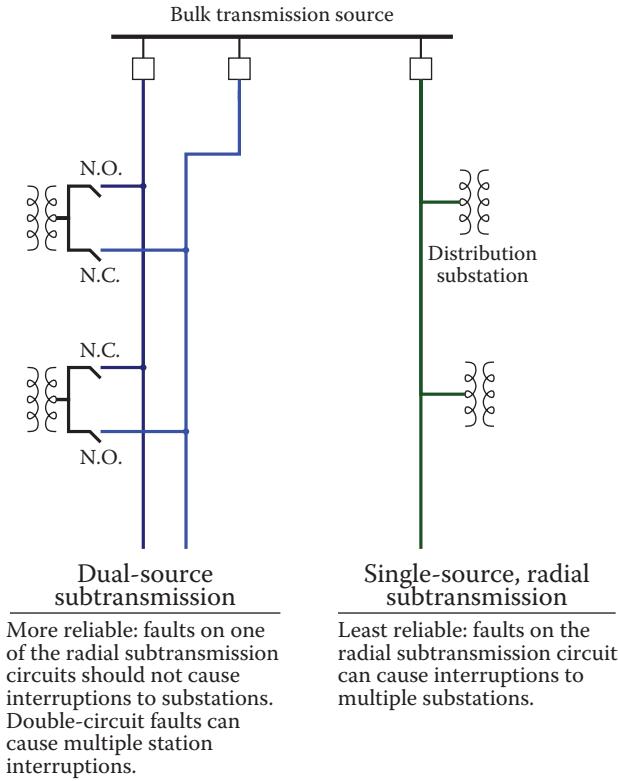 Bulk transmission source
N.O.
N.C.
N.C.
N.O.
Distribution
substation
Dual-source
subtransmission
More reliable: faults on one
of the radial subtransmission
circuits should not cause
interruptions to substations.
Double-circuit faults can
cause multiple station
interruptions.
Single-source, radial
subtransmission
Least reliable: faults on the
radial subtransmission circuit
can cause interruptions to
multiple substations.